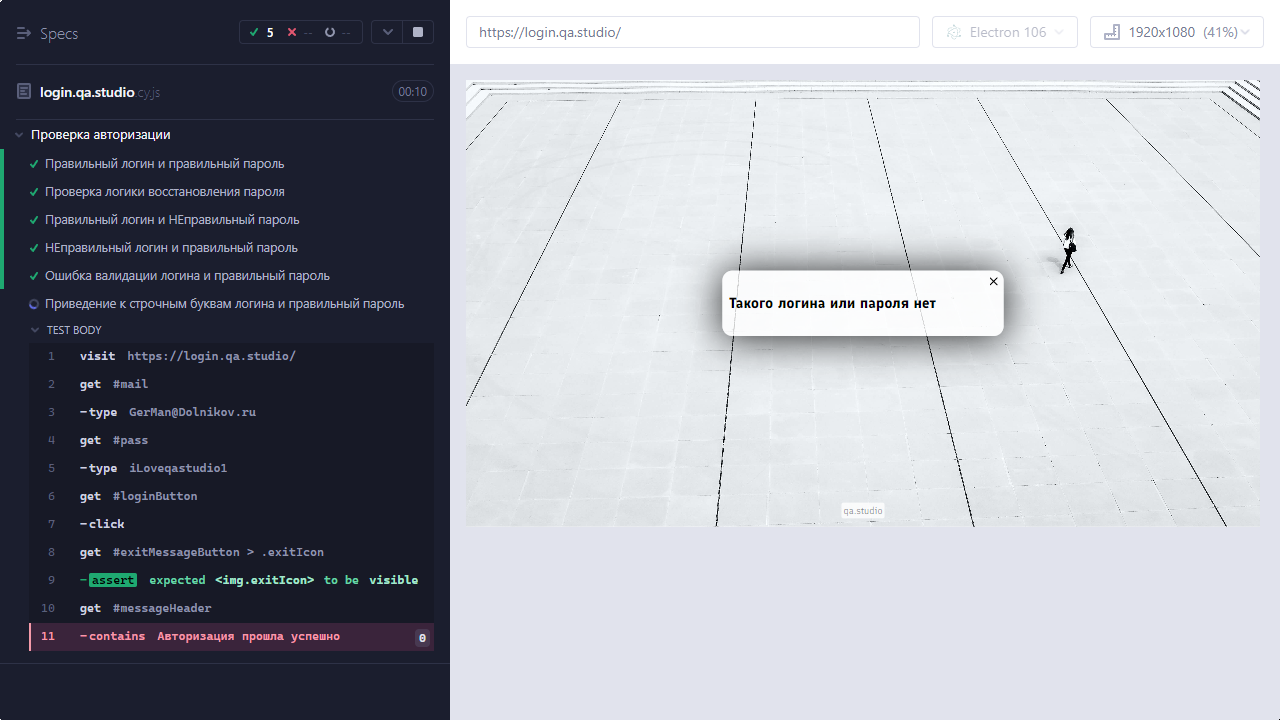 Specs
5
--
--
login.qa.studio.cy.js
00:10
Проверка авторизации
Правильный логин и правильный пароль
Проверка логики восстановления пароля
Правильный логин и НЕправильный пароль
НЕправильный логин и правильный пароль
Ошибка валидации логина и правильный пароль
Приведение к строчным буквам логина и правильный пароль
TEST BODY
1 visit https://login.qa.studio/
2 get #mail
3 -type GerMan@Dolnikov.ru
4 get #pass
5 -type iLoveqastudio1
6 get #loginButton
7 -click
8 get #exitMessageButton > .exitIcon
9 -assert expected <img.exitIcon> to be visible
10 get #messageHeader
11 -contains Авторизация прошла успешно 0
https://login.qa.studio/
Electron 106
1920x1080 (41%)
Такого логина или пароля нет
qa.studio